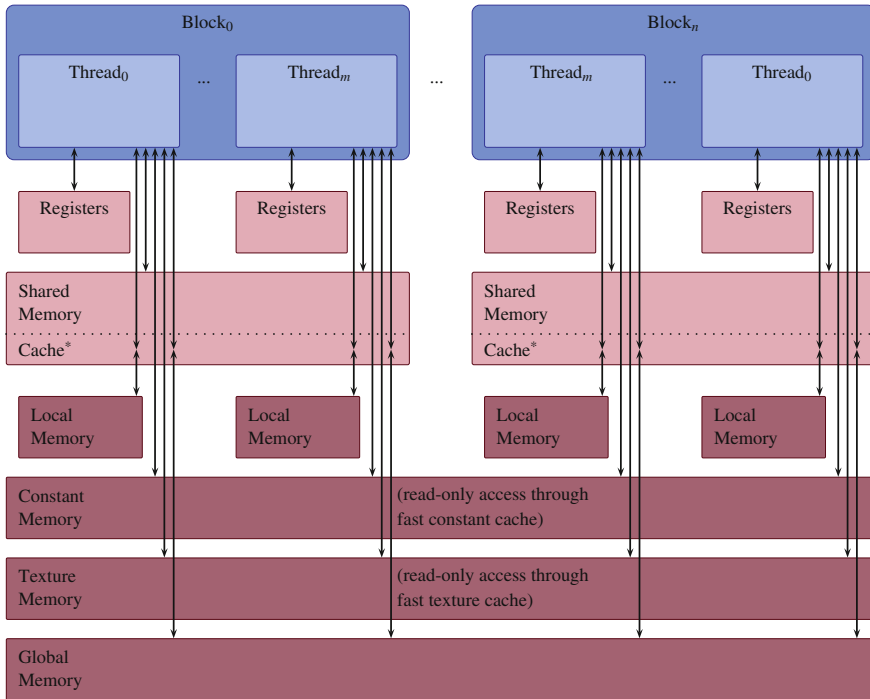 Block₀
Blockₙ
Thread₀ ... Threadₘ ... Threadₘ ... Thread₀
Registers Registers Registers Registers
Shared
Memory
Shared
Memory
Cache*
Cache*
Local
Memory
Local
Memory
Local
Memory
Local
Memory
Constant
Memory
(read-only access through
fast constant cache)
Texture
Memory
(read-only access through
fast texture cache)
Global
Memory